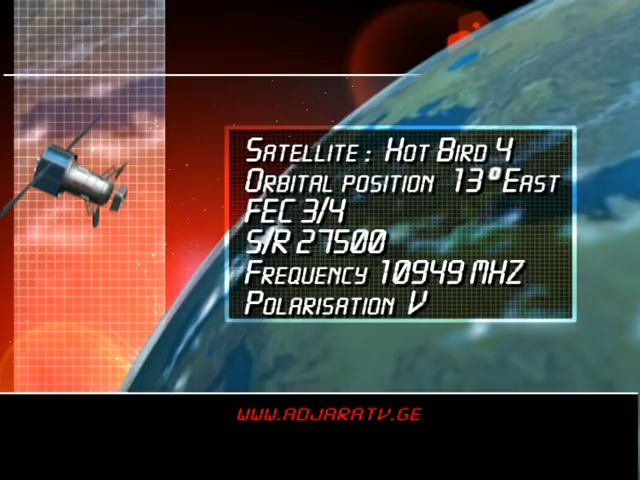 Satellite : Hot Bird 4
Orbital position 13°East
FEC 3/4
S/R 27500
Frequency 10949 MHZ
Polarisation V
WWW.ADJARATV.GE